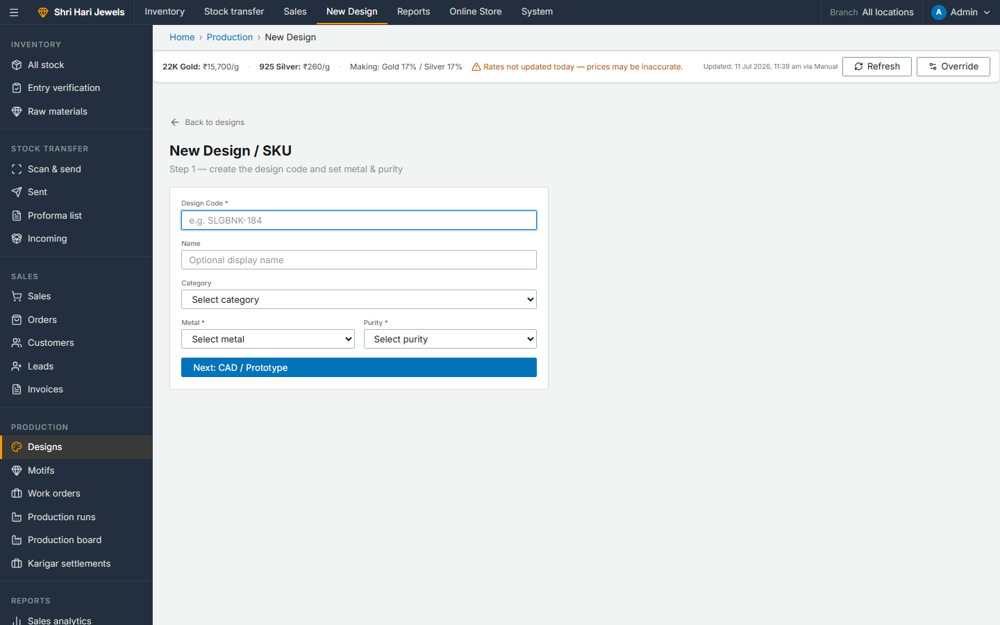 Shri Hari Jewels
Inventory
Stock transfer
Sales
New Design
Reports
Online Store
System
Branch All locations
A Admin
INVENTORY
All stock
Entry verification
Raw materials
STOCK TRANSFER
Scan & send
Sent
Proforma list
Incoming
SALES
Sales
Orders
Customers
Leads
Invoices
PRODUCTION
Designs
Motifs
Work orders
Production runs
Production board
Karigar settlements
REPORTS
Sales analytics
Home › Production › New Design
22K Gold: ₹15,700/g · 925 Silver: ₹260/g · Making: Gold 17% / Silver 17% Rates not updated today — prices may be inaccurate. Updated: 11 Jul 2026, 11:39 am via Manual Refresh Override
Back to designs
New Design / SKU
Step 1 — create the design code and set metal & purity
Design Code *
e.g. SLGBNK-184
Name
Optional display name
Category
Select category
Metal * Purity *
Select metal Select purity
Next: CAD / Prototype